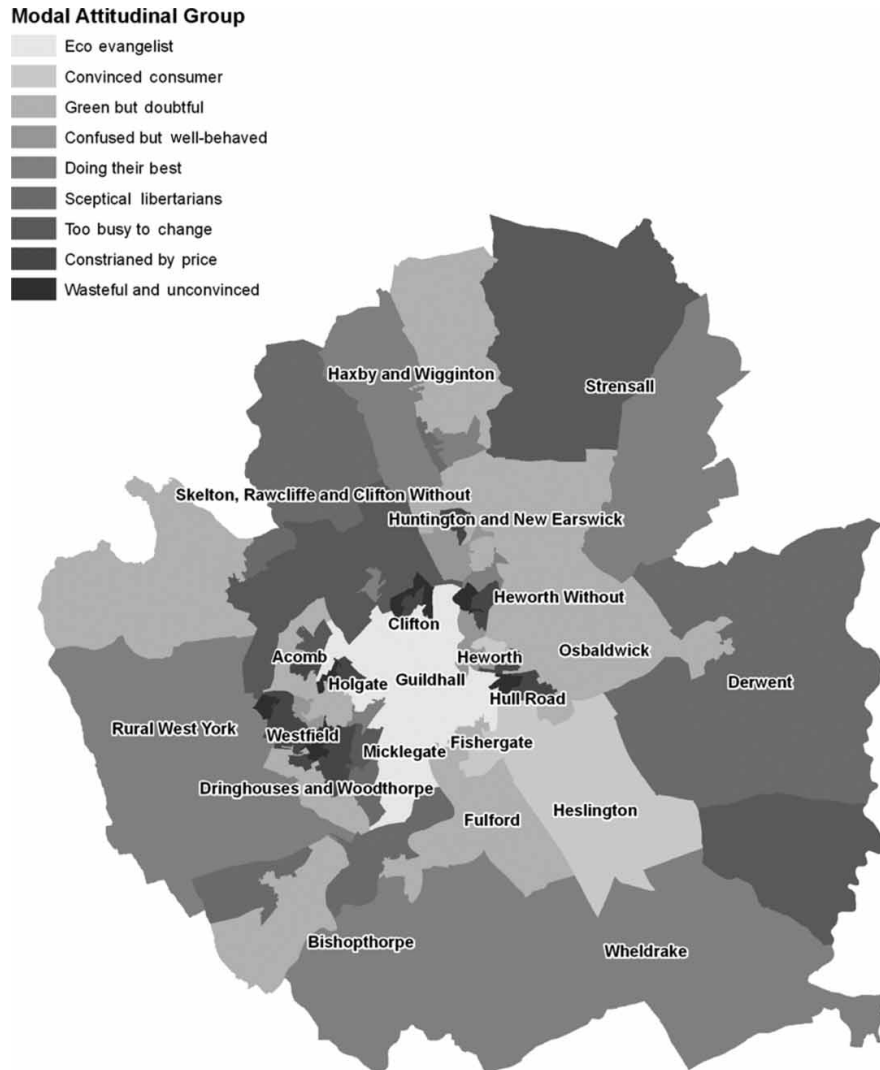 Modal Attitudinal Group
Eco evangelist
Convinced consumer
Green but doubtful
Confused but well-behaved
Doing their best
Sceptical libertarians
Too busy to change
Constrianed by price
Wasteful and unconvinced
Haxby and Wigginton
Strensall
Skelton, Rawcliffe and Clifton Without
Huntington and New Earswick
Heworth Without
Clifton
Osbaldwick
Acomb
Heworth
Holgate
Guildhall
Derwent
Hull Road
Rural West York
Westfield
Micklegate
Fishergate
Dringhouses and Woodthorpe
Heslington
Fulford
Bishopthorpe
Wheldrake